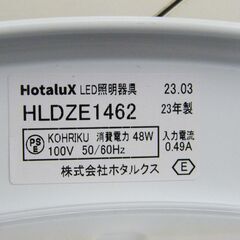 HotaluX LED照明器具 23.03
HLDZE1462 23年製
PS E KOHRIKU 消費電力 48W 入力電流
100V 50/60Hz 0.49A
株式会社ホタルクス E